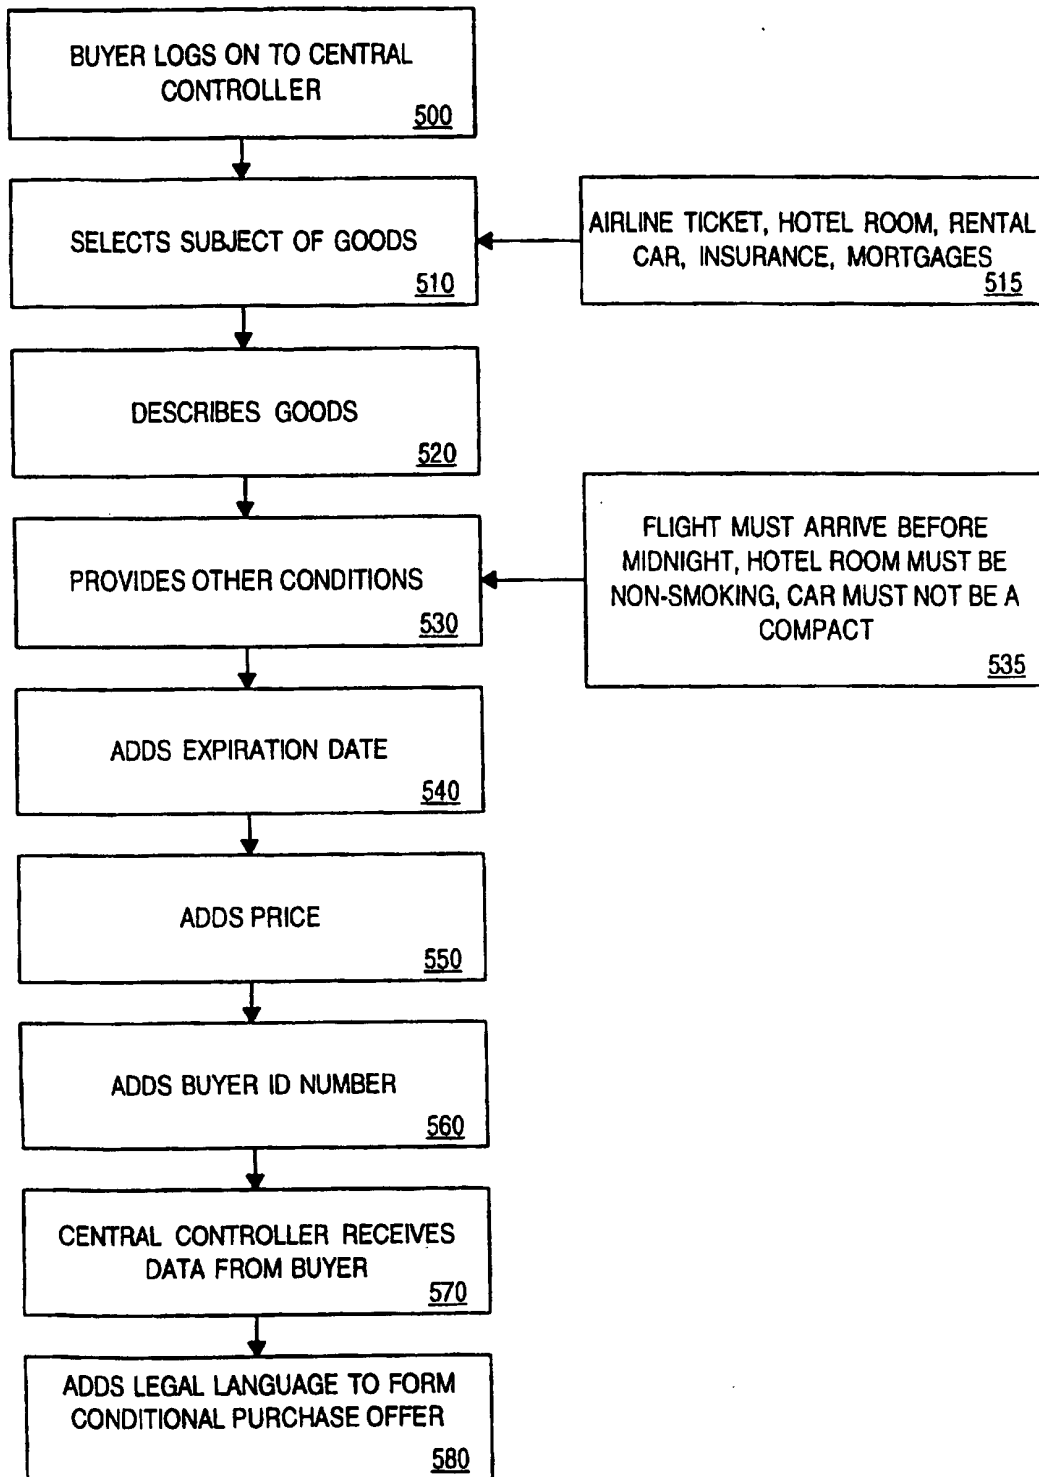 BUYER LOGS ON TO CENTRAL
CONTROLLER
500
SELECTS SUBJECT OF GOODS
510
AIRLINE TICKET, HOTEL ROOM, RENTAL
CAR, INSURANCE, MORTGAGES
515
DESCRIBES GOODS
520
PROVIDES OTHER CONDITIONS
530
FLIGHT MUST ARRIVE BEFORE
MIDNIGHT, HOTEL ROOM MUST BE
NON-SMOKING, CAR MUST NOT BE A
COMPACT
535
ADDS EXPIRATION DATE
540
ADDS PRICE
550
ADDS BUYER ID NUMBER
560
CENTRAL CONTROLLER RECEIVES
DATA FROM BUYER
570
ADDS LEGAL LANGUAGE TO FORM
CONDITIONAL PURCHASE OFFER
580